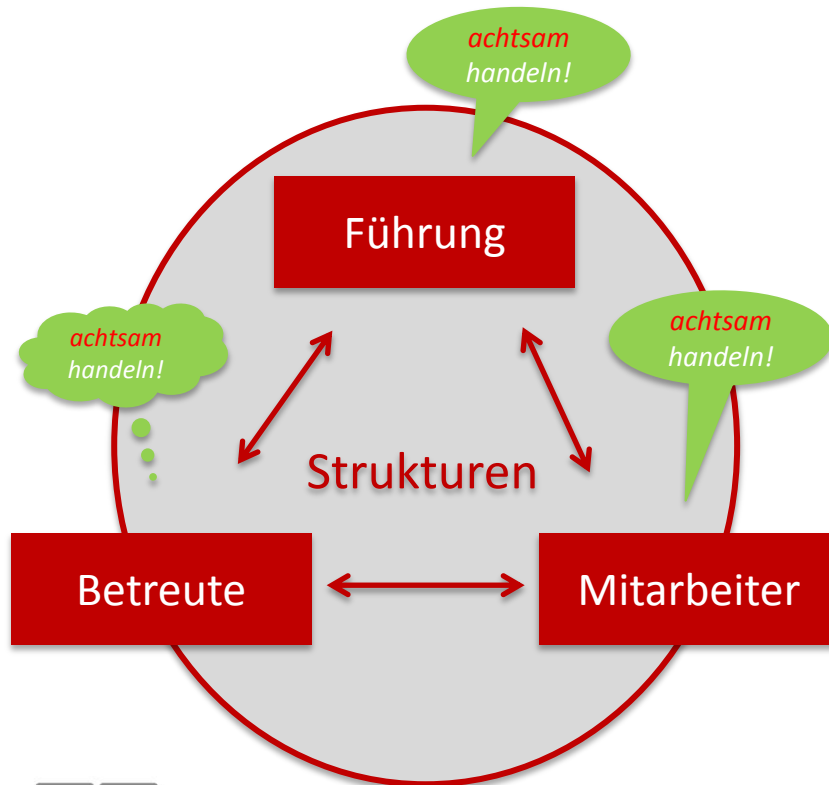 achtsam
handeln!
Führung
achtsam
handeln!
achtsam
handeln!
Strukturen
Betreute
Mitarbeiter